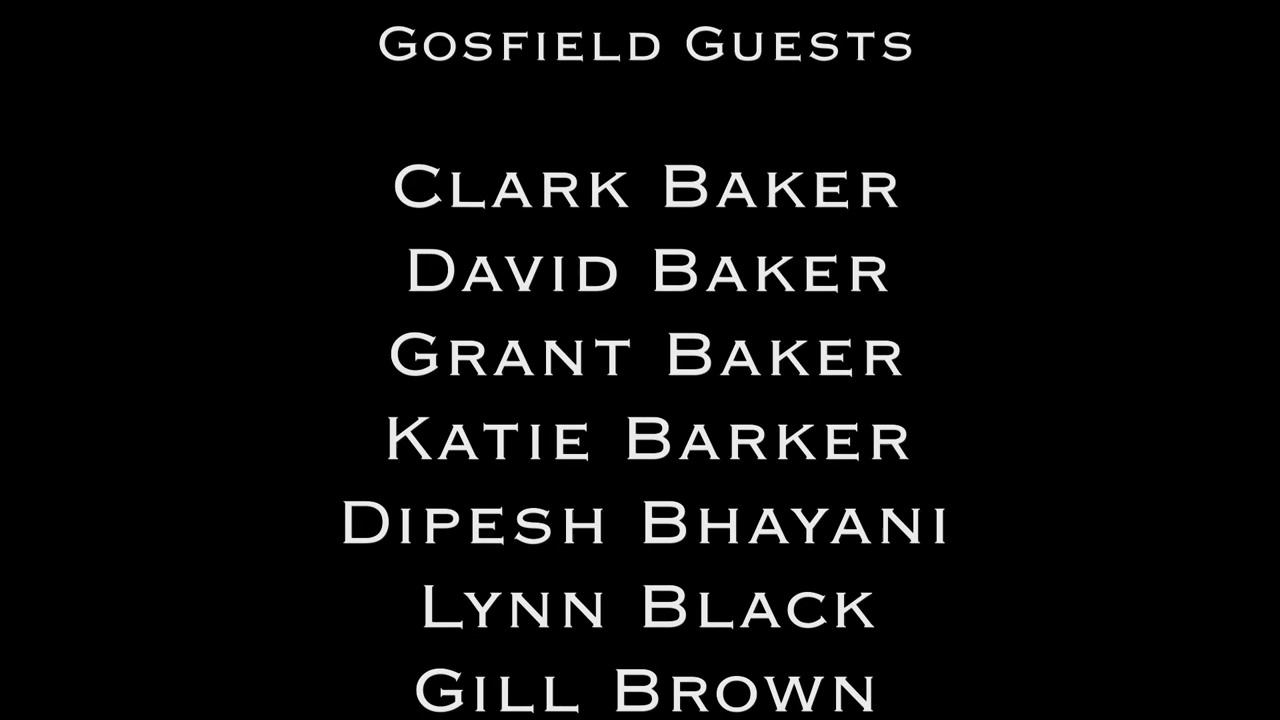 Gosfield Guests
Clark Baker
David Baker
Grant Baker
Katie Barker
Dipesh Bhayani
Lynn Black
Gill Brown